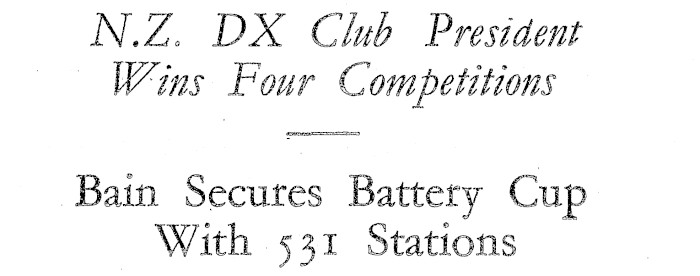 N.Z. DX Club President
Wins Four Competitions
Bain Secures Battery Cup
With 531 Stations